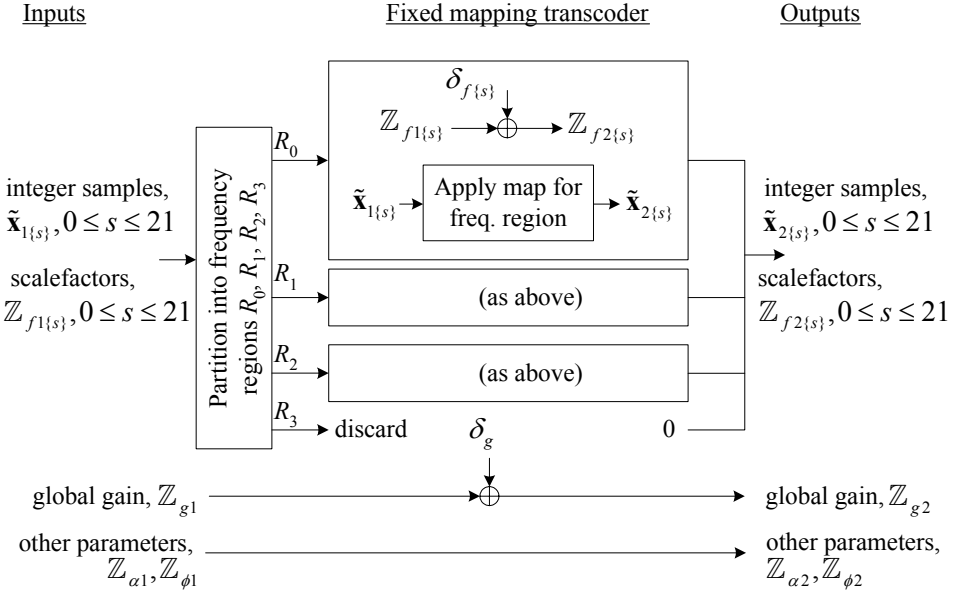 Inputs
Fixed mapping transcoder
Outputs
δ_{f{s}}
ℤ_{f1{s}}
ℤ_{f2{s}}
R_0
𝐱̃_{1{s}}
Apply map for
freq. region
𝐱̃_{2{s}}
Partition into frequency
regions R_0, R_1, R_2, R_3
integer samples,
𝐱̃_{1{s}}, 0 ≤ s ≤ 21
scalefactors,
ℤ_{f1{s}}, 0 ≤ s ≤ 21
integer samples,
𝐱̃_{2{s}}, 0 ≤ s ≤ 21
scalefactors,
ℤ_{f2{s}}, 0 ≤ s ≤ 21
R_1
(as above)
R_2
(as above)
R_3
discard
δ_g
0
global gain, ℤ_{g1}
global gain, ℤ_{g2}
other parameters,
ℤ_{α1}, ℤ_{ϕ1}
other parameters,
ℤ_{α2}, ℤ_{ϕ2}